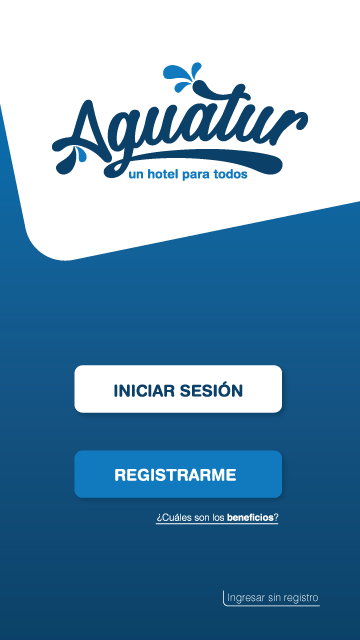 Aguatur
un hotel para todos
INICIAR SESIÓN
REGISTRARME
¿Cuáles son los beneficios?
Ingresar sin registro